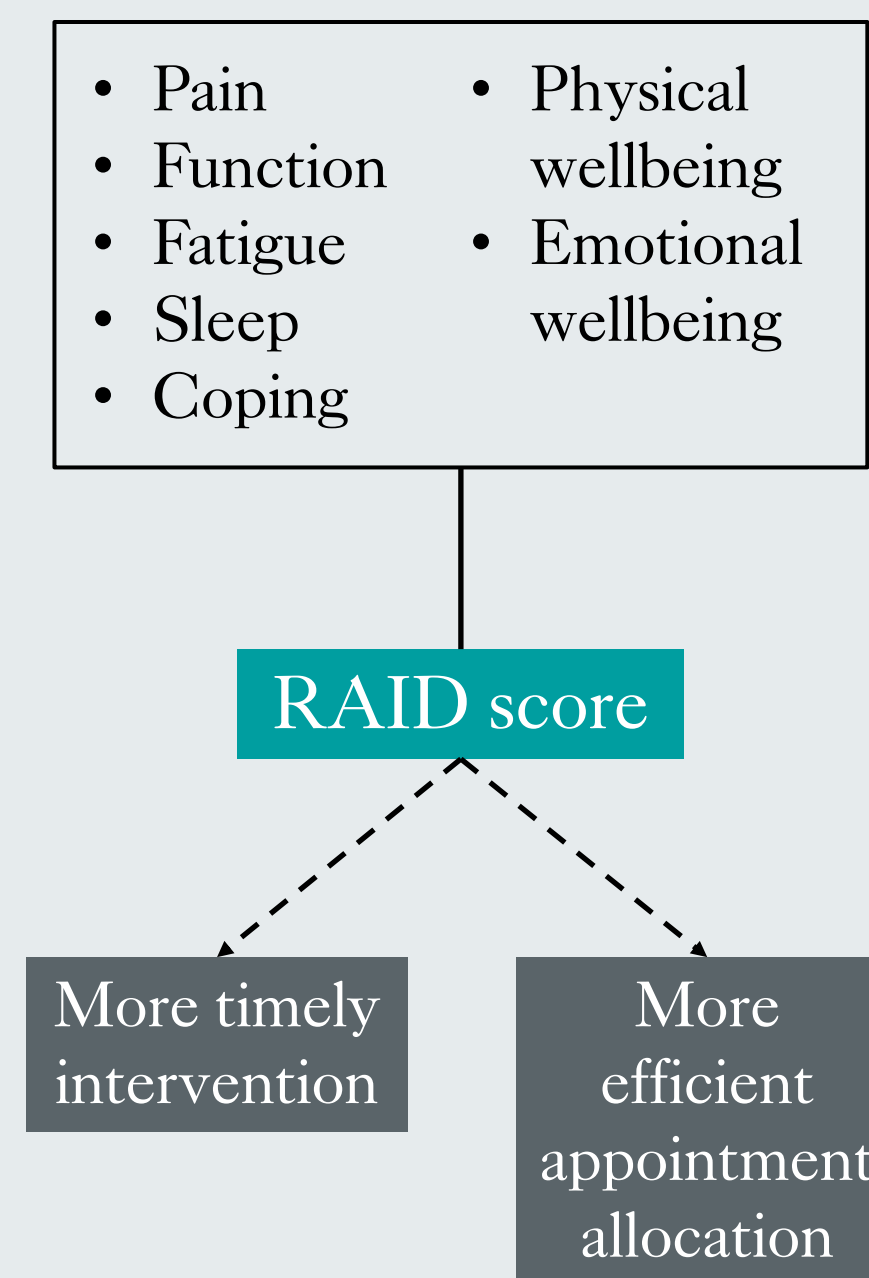 • Pain
• Function
• Fatigue
• Sleep
• Coping
• Physical
wellbeing
• Emotional
wellbeing
RAID score
More timely
intervention
More
efficient
appointment
allocation